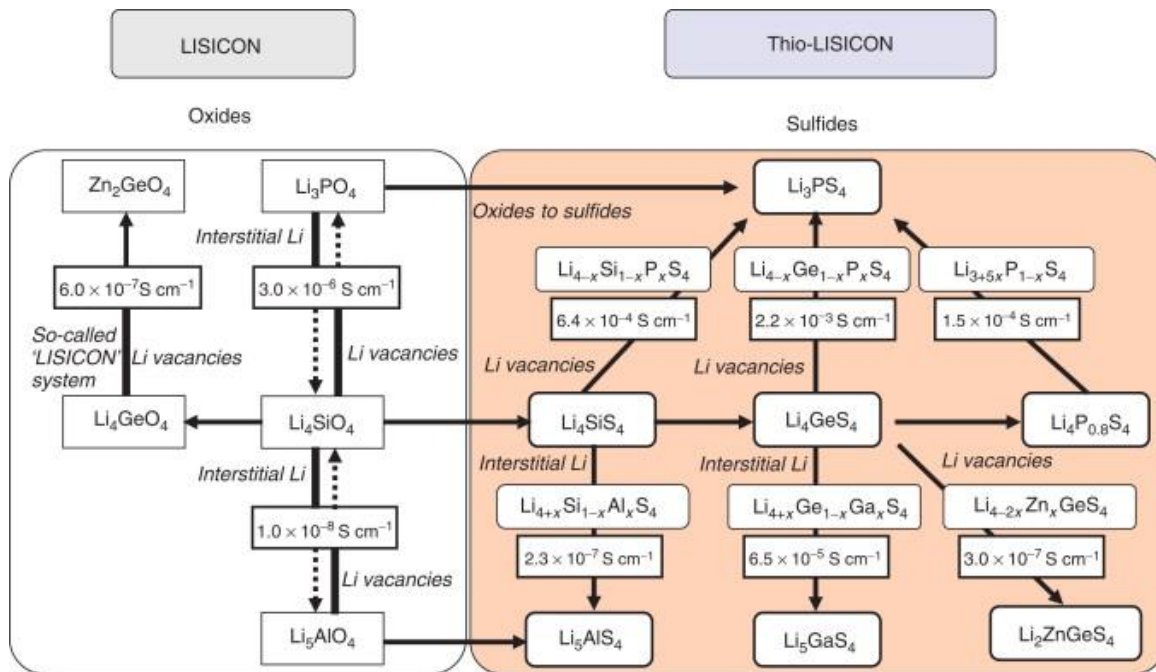 LISICON
Thio-LISICON
Oxides
Sulfides
Zn₂GeO₄
Li₃PO₄
Li₃PS₄
Oxides to sulfides
Interstitial Li
Li₄₋ₓSi₁₋ₓPₓS₄
Li₄₋ₓGe₁₋ₓPₓS₄
Li₃₊₅ₓP₁₋ₓS₄
6.0 × 10⁻⁷S cm⁻¹
3.0 × 10⁻⁶ S cm⁻¹
6.4 × 10⁻⁴ S cm⁻¹
2.2 × 10⁻³ S cm⁻¹
1.5 × 10⁻⁴ S cm⁻¹
So-called
'LISICON'
system
Li vacancies
Li vacancies
Li vacancies
Li vacancies
Li₄GeO₄
Li₄SiO₄
Li₄SiS₄
Li₄GeS₄
Li₄P₀.₈S₄
Interstitial Li
Interstitial Li
Interstitial Li
Li vacancies
Li₄₊ₓSi₁₋ₓAlₓS₄
Li₄₊ₓGe₁₋ₓGaₓS₄
Li₄₋₂ₓZnₓGeS₄
1.0 × 10⁻⁸ S cm⁻¹
2.3 × 10⁻⁷ S cm⁻¹
6.5 × 10⁻⁵ S cm⁻¹
3.0 × 10⁻⁷ S cm⁻¹
Li vacancies
Li₅AlO₄
Li₅AlS₄
Li₅GaS₄
Li₂ZnGeS₄